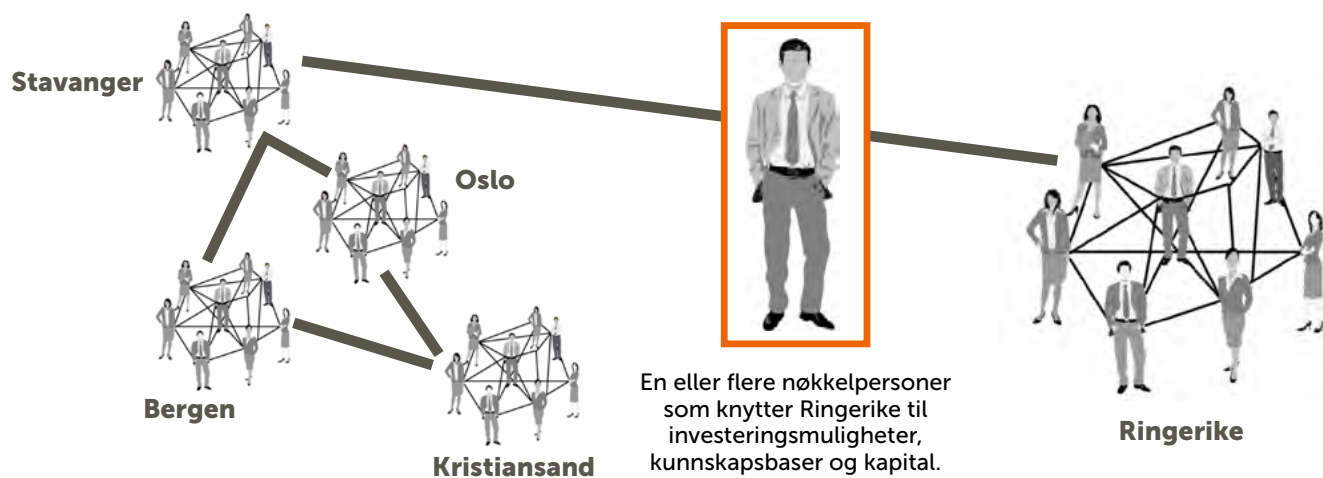 Stavanger
Oslo
Bergen
Kristiansand
En eller flere nøkkelpersoner
som knytter Ringerike til
investeringsmuligheter,
kunnskapsbaser og kapital.
Ringerike